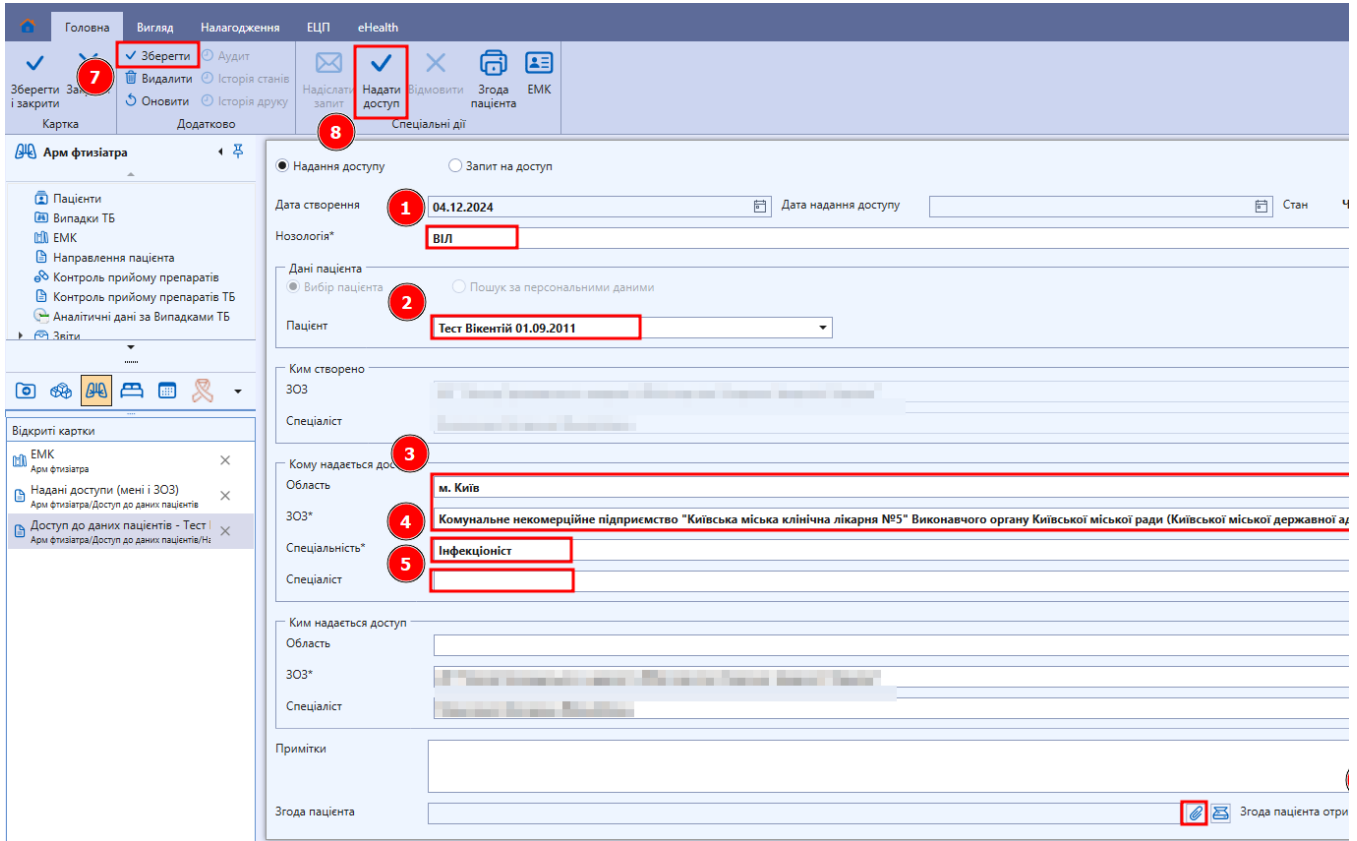 Головна Вигляд Налагодження ЕЦП eHealth
Зберегти і закрити
Зберегти Аудит
Видалити Історія станів
Оновити Історія друку
Надіслати запит
Надати доступ
Відмовити
Згода пацієнта
ЕМК
7
8
Картка Додатково Спеціальні дії
Арм фтизіатра
Пацієнти
Випадки ТБ
ЕМК
Направлення пацієнта
Контроль прийому препаратів
Контроль прийому препаратів ТБ
Аналітичні дані за Випадками ТБ
Звіти
Відкриті картки
ЕМК
Арм фтизіатра
Надані доступи (мені і ЗОЗ)
Арм фтизіатра/Доступ до даних пацієнтів
Доступ до даних пацієнтів - Тест
Арм фтизіатра/Доступ до даних пацієнтів/На
Надання доступу Запит на доступ
Дата створення 1 04.12.2024 Дата надання доступу Стан
Нозологія* ВІЛ
Дані пацієнта
Вибір пацієнта Пошук за персональними даними
2
Пацієнт Тест Вікентій 01.09.2011
Ким створено
ЗОЗ
Спеціаліст
3
Кому надається
Область м. Київ
ЗОЗ* 4 Комунальне некомерційне підприємство "Київська міська клінічна лікарня №5" Виконавчого органу Київської міської ради (Київської міської державної ад
Спеціальність* Інфекціоніст
5
Спеціаліст
Ким надається доступ
Область
ЗОЗ*
Спеціаліст
Примітки
Згода пацієнта Згода пацієнта отри